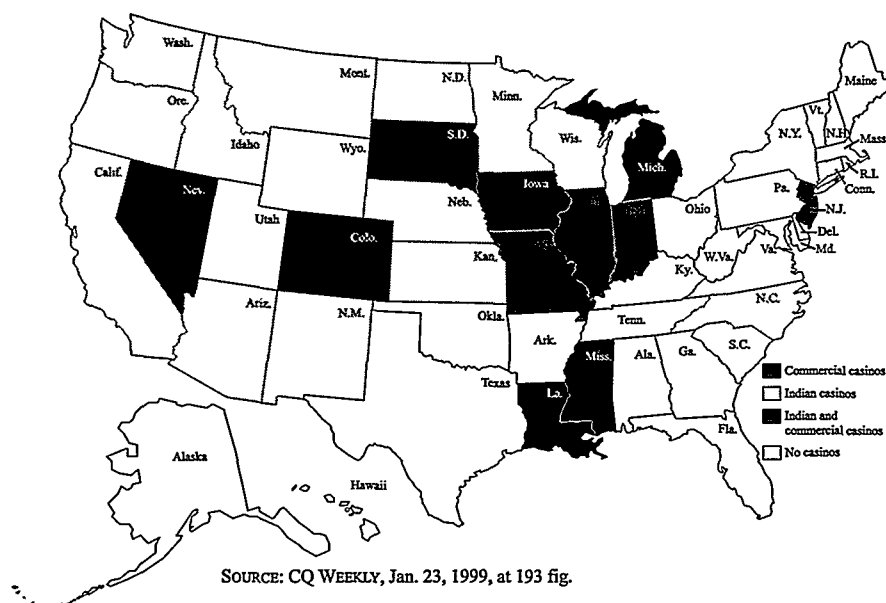 Wash.
Mont.
N.D.
Minn.
Maine
Ore.
Idaho
S.D.
Wis.
Vt.
N.Y.
N.H.
Mass
Wyo.
Mich.
R.I.
Conn.
Calif.
Nev.
Iowa
Pa.
Neb.
Ohio
N.J.
Utah
Colo.
Del.
Md.
Va.
W.Va.
Kan.
Ky.
Ariz.
N.M.
Okla.
N.C.
Tenn.
Ark.
S.C.
Texas
Miss.
Ala.
Ga.
La.
Commercial casinos
Indian casinos
Indian and
commercial casinos
No casinos
Fla.
Alaska
Hawaii
SOURCE: CQ WEEKLY, Jan. 23, 1999, at 193 fig.